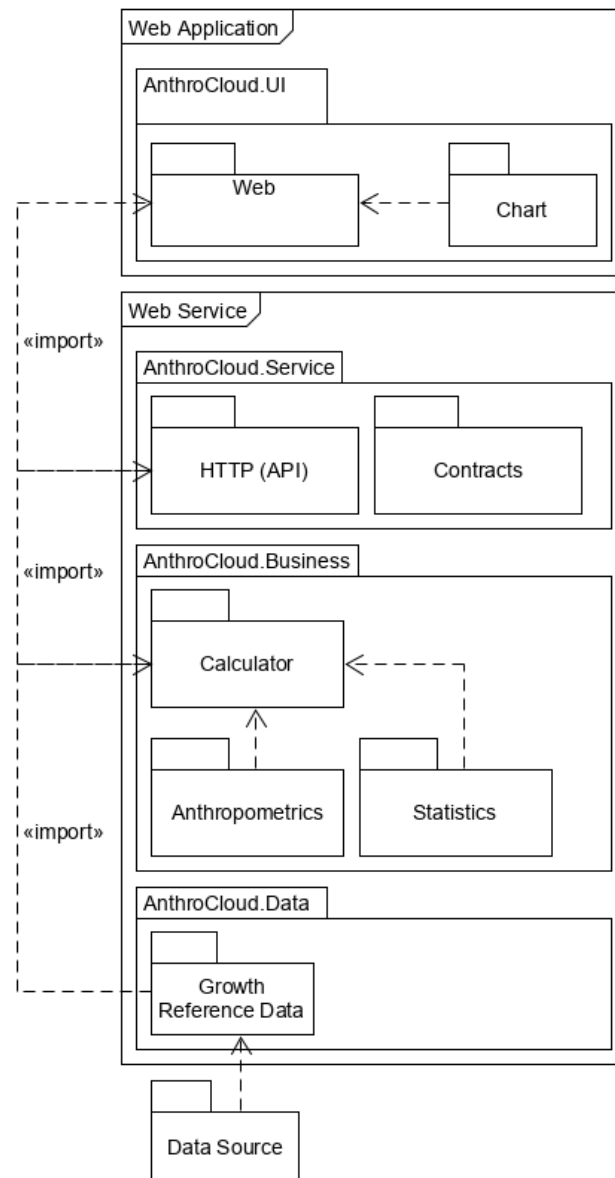 Web Application
AnthroCloud.UI
Web
Chart
Web Service
«import»
AnthroCloud.Service
HTTP (API)
Contracts
«import»
AnthroCloud.Business
Calculator
Anthropometrics
Statistics
«import»
AnthroCloud.Data
Growth
Reference Data
Data Source